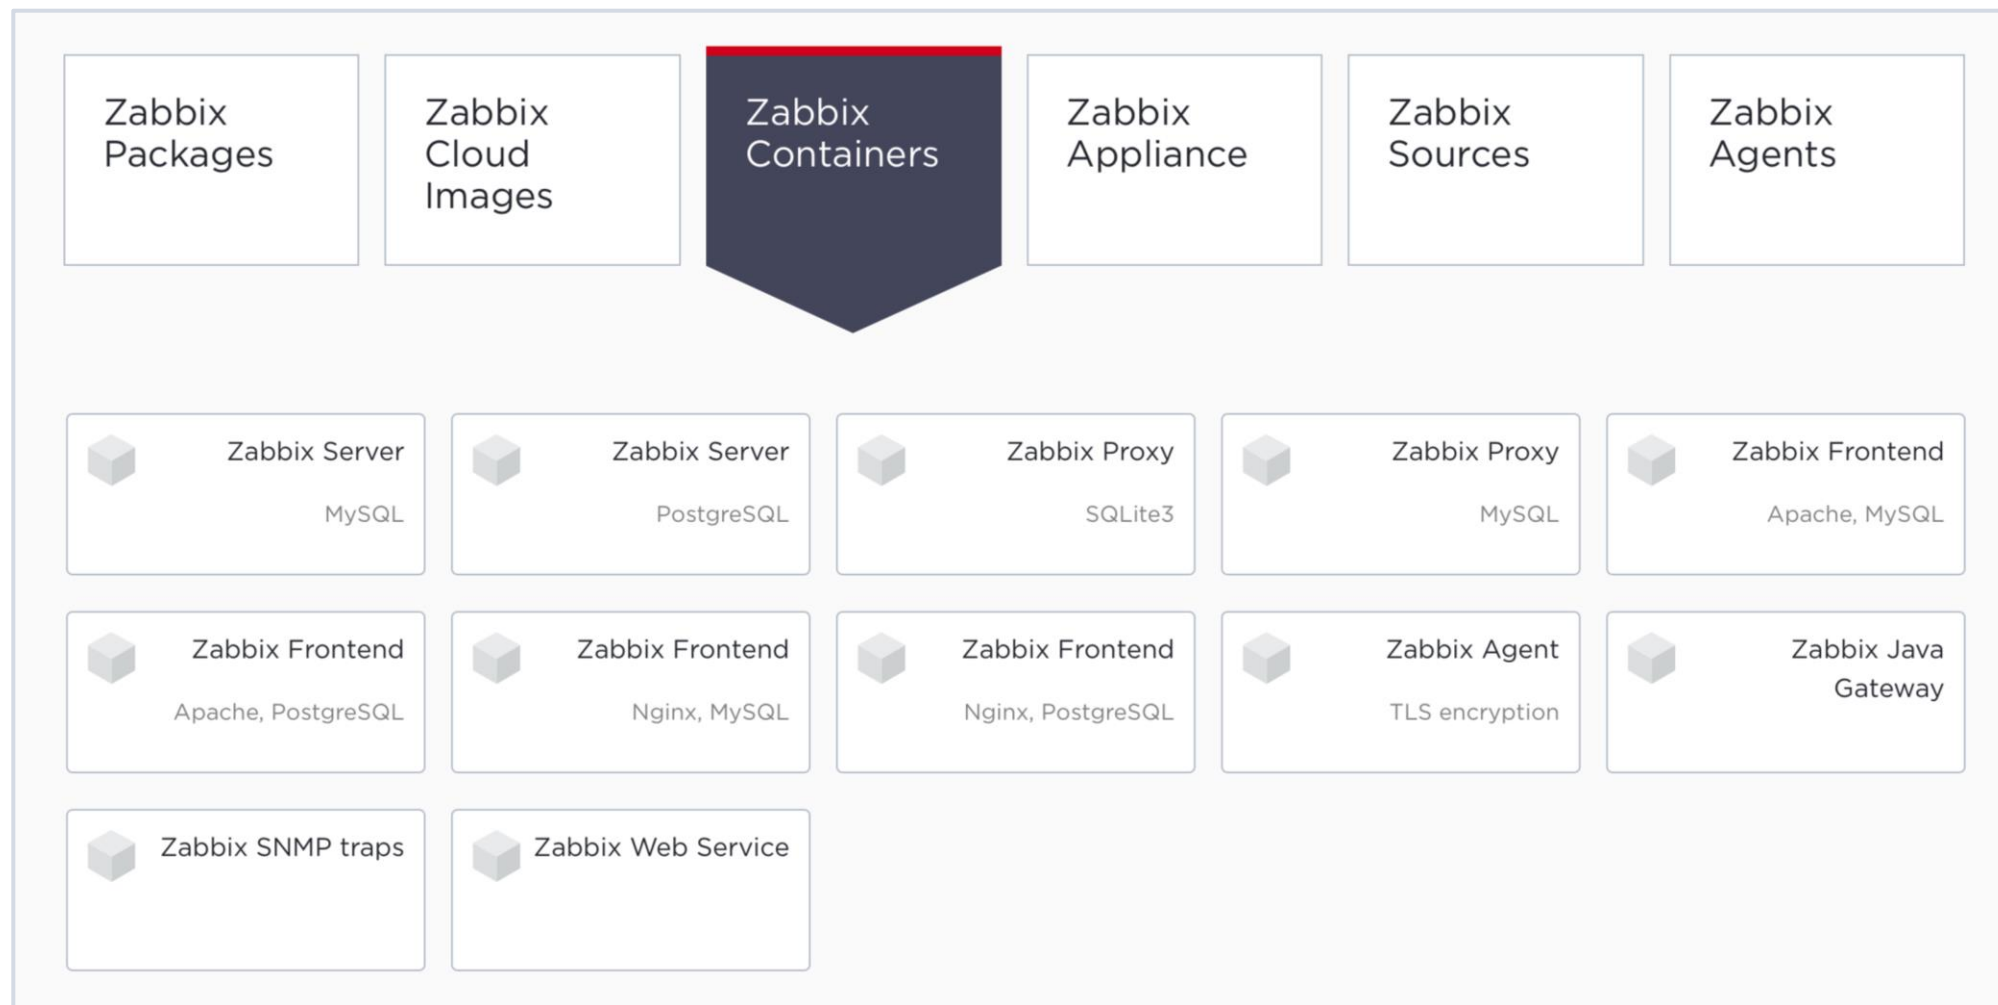 Zabbix
Packages
Zabbix
Cloud
Images
Zabbix
Containers
Zabbix
Appliance
Zabbix
Sources
Zabbix
Agents
Zabbix Server
MySQL
Zabbix Server
PostgreSQL
Zabbix Proxy
SQLite3
Zabbix Proxy
MySQL
Zabbix Frontend
Apache, MySQL
Zabbix Frontend
Apache, PostgreSQL
Zabbix Frontend
Nginx, MySQL
Zabbix Frontend
Nginx, PostgreSQL
Zabbix Agent
TLS encryption
Zabbix Java
Gateway
Zabbix SNMP traps
Zabbix Web Service